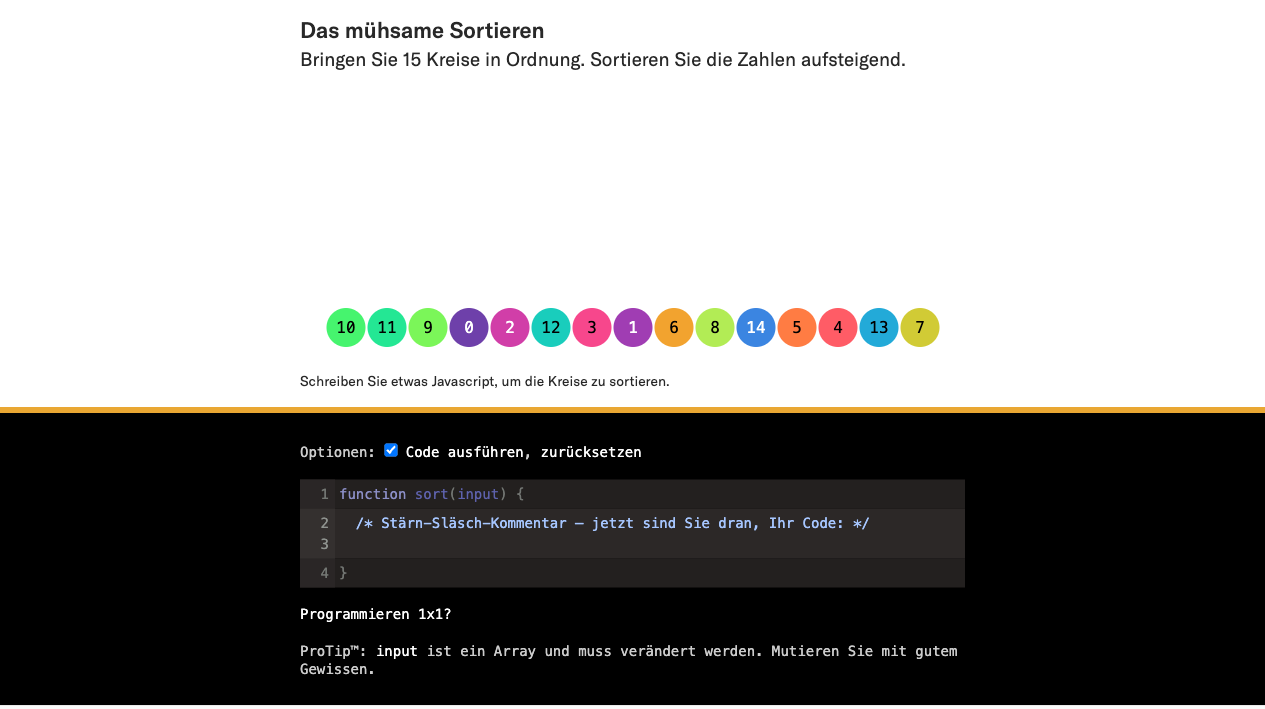 Das mühsame Sortieren
Bringen Sie 15 Kreise in Ordnung. Sortieren Sie die Zahlen aufsteigend.
10 11 9 0 2 12 3 1 6 8 14 5 4 13 7
Schreiben Sie etwas Javascript, um die Kreise zu sortieren.
Optionen: Code ausführen, zurücksetzen
1 function sort(input) {
2 /* Stärn-Släsch-Kommentar – jetzt sind Sie dran, Ihr Code: */
3
4 }
Programmieren 1x1?
ProTip™: input ist ein Array und muss verändert werden. Mutieren Sie mit gutem
Gewissen.